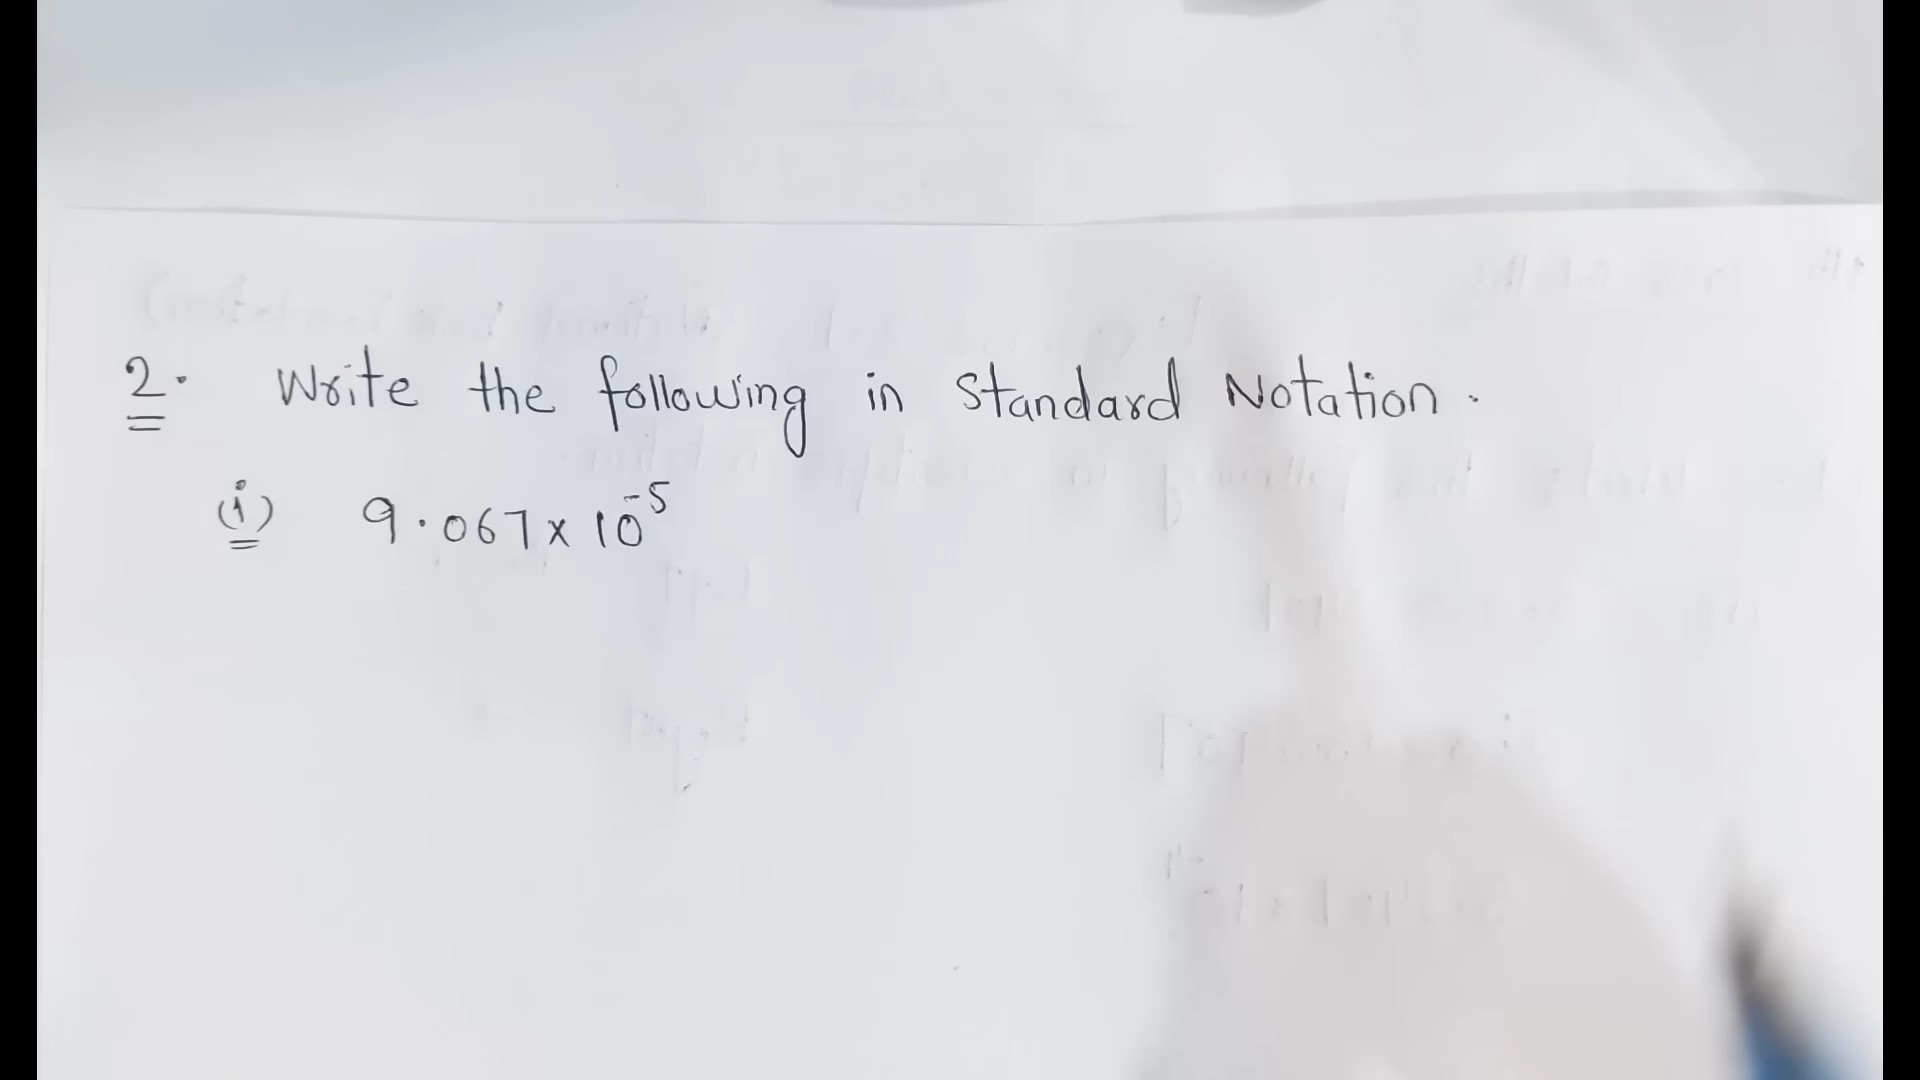 2. Write the following in Standard Notation.
(i) 9.067 x 10⁻⁵